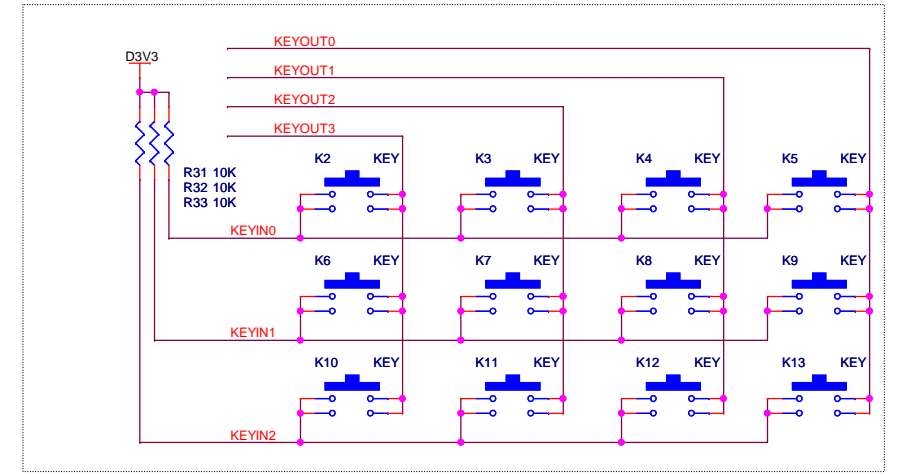 KEYOUT0
D3V3
KEYOUT1
KEYOUT2
KEYOUT3
K2 KEY K3 KEY K4 KEY K5 KEY
R31 10K
R32 10K
R33 10K
KEYIN0
K6 KEY K7 KEY K8 KEY K9 KEY
KEYIN1
K10 KEY K11 KEY K12 KEY K13 KEY
KEYIN2